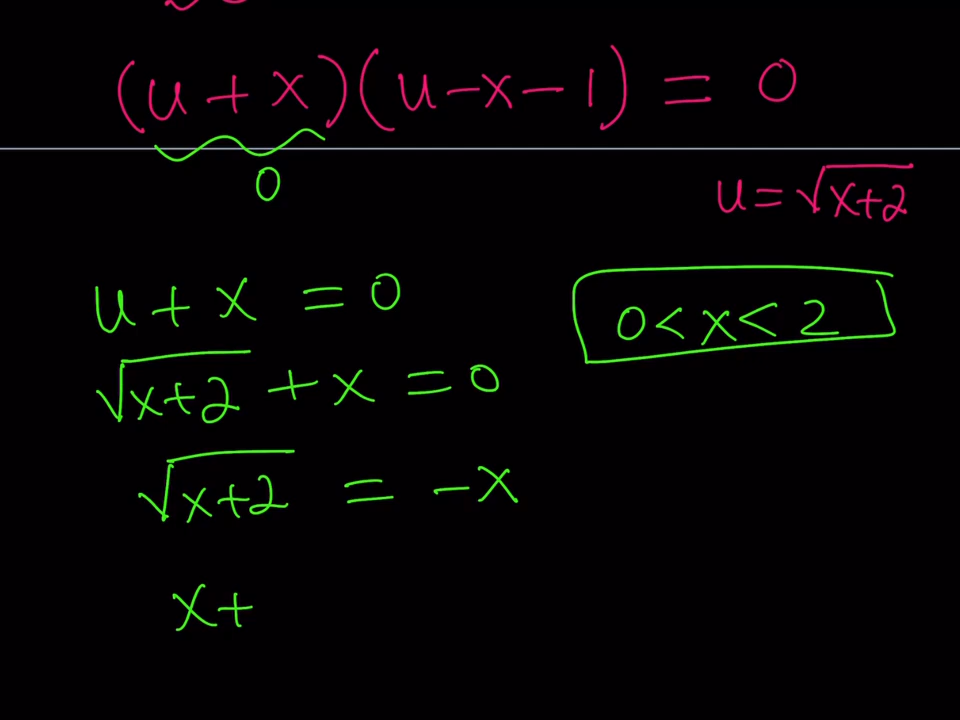 (u + x)(u - x - 1) = 0
0
u = √(x+2)
u + x = 0
0 < x < 2
√(x+2) + x = 0
√(x+2) = -x
x+